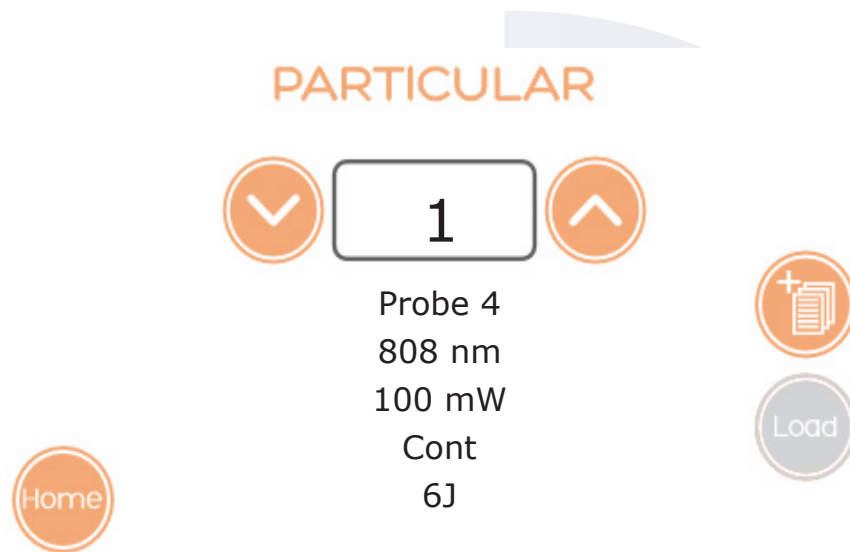 PARTICULAR
1
Probe 4
808 nm
100 mW
Cont
6J
Load
Home